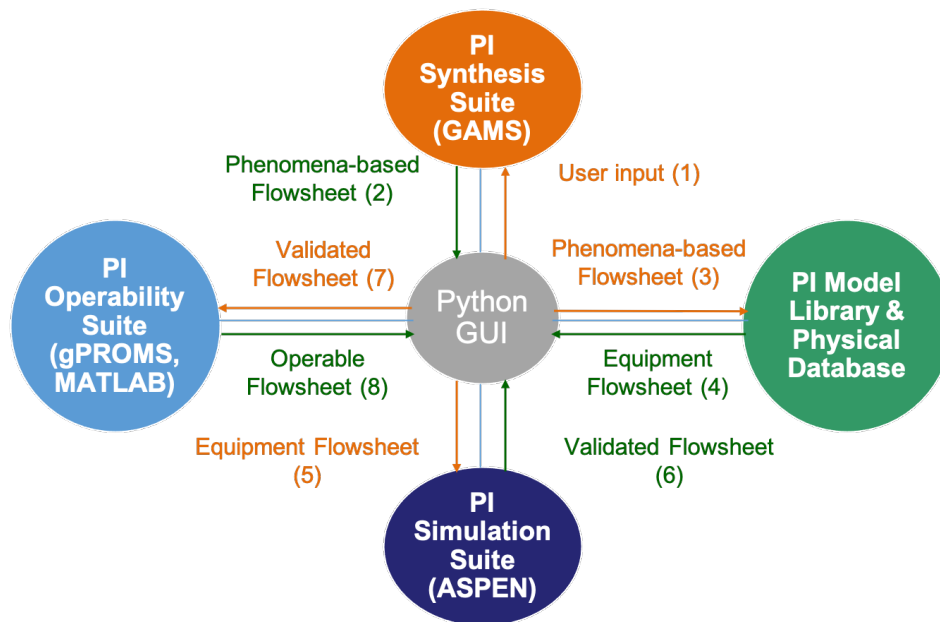 PI
Synthesis
Suite
(GAMS)
Phenomena-based
Flowsheet (2)
User input (1)
Validated
Flowsheet (7)
Phenomena-based
Flowsheet (3)
PI
Operability
Suite
(gPROMS,
MATLAB)
Python
GUI
PI Model
Library &
Physical
Database
Operable
Flowsheet (8)
Equipment
Flowsheet (4)
Equipment Flowsheet
(5)
Validated Flowsheet
(6)
PI
Simulation
Suite
(ASPEN)